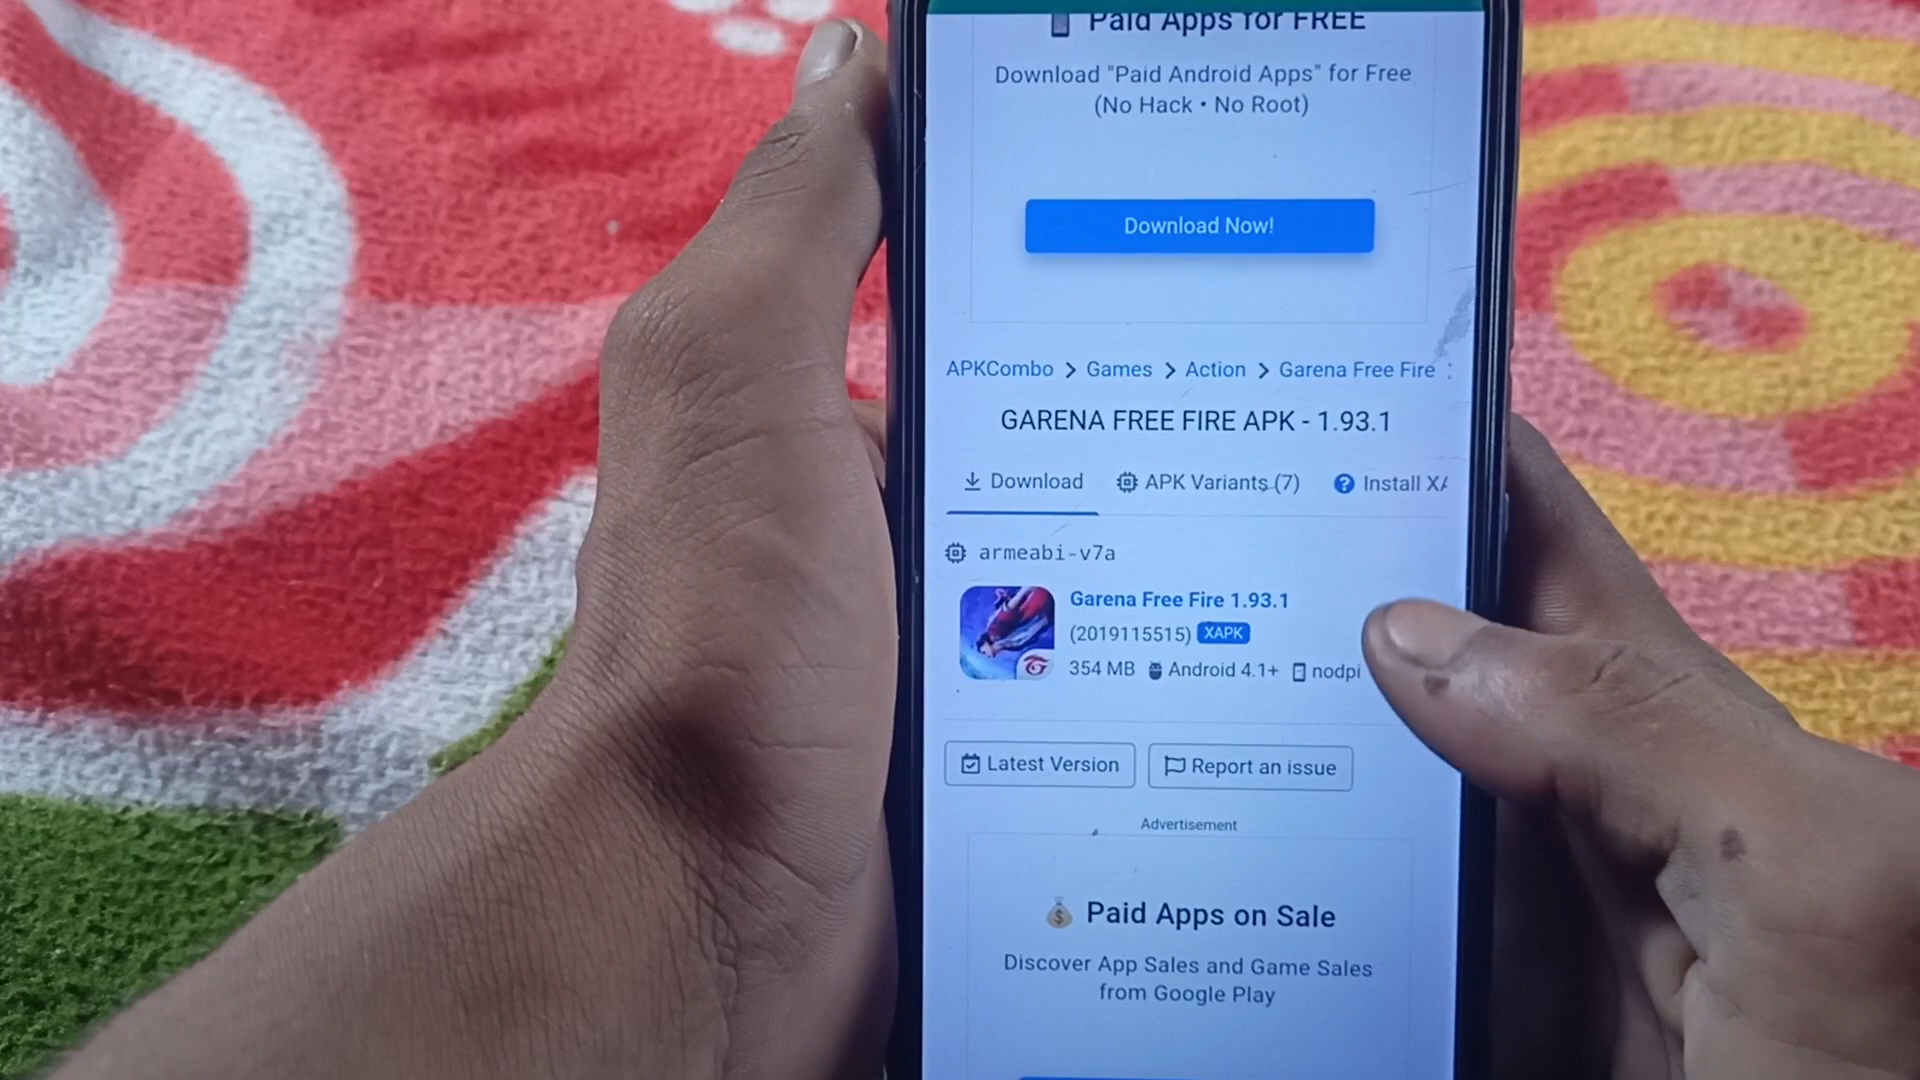 Paid Apps for FREE
Download "Paid Android Apps" for Free
(No Hack • No Root)
Download Now!
APKCombo > Games > Action > Garena Free Fire
GARENA FREE FIRE APK - 1.93.1
Download APK Variants (7) Install XA
armeabi-v7a
Garena Free Fire 1.93.1
(2019115515) XAPK
354 MB Android 4.1+ nodpi
Latest Version Report an issue
Advertisement
Paid Apps on Sale
Discover App Sales and Game Sales
from Google Play